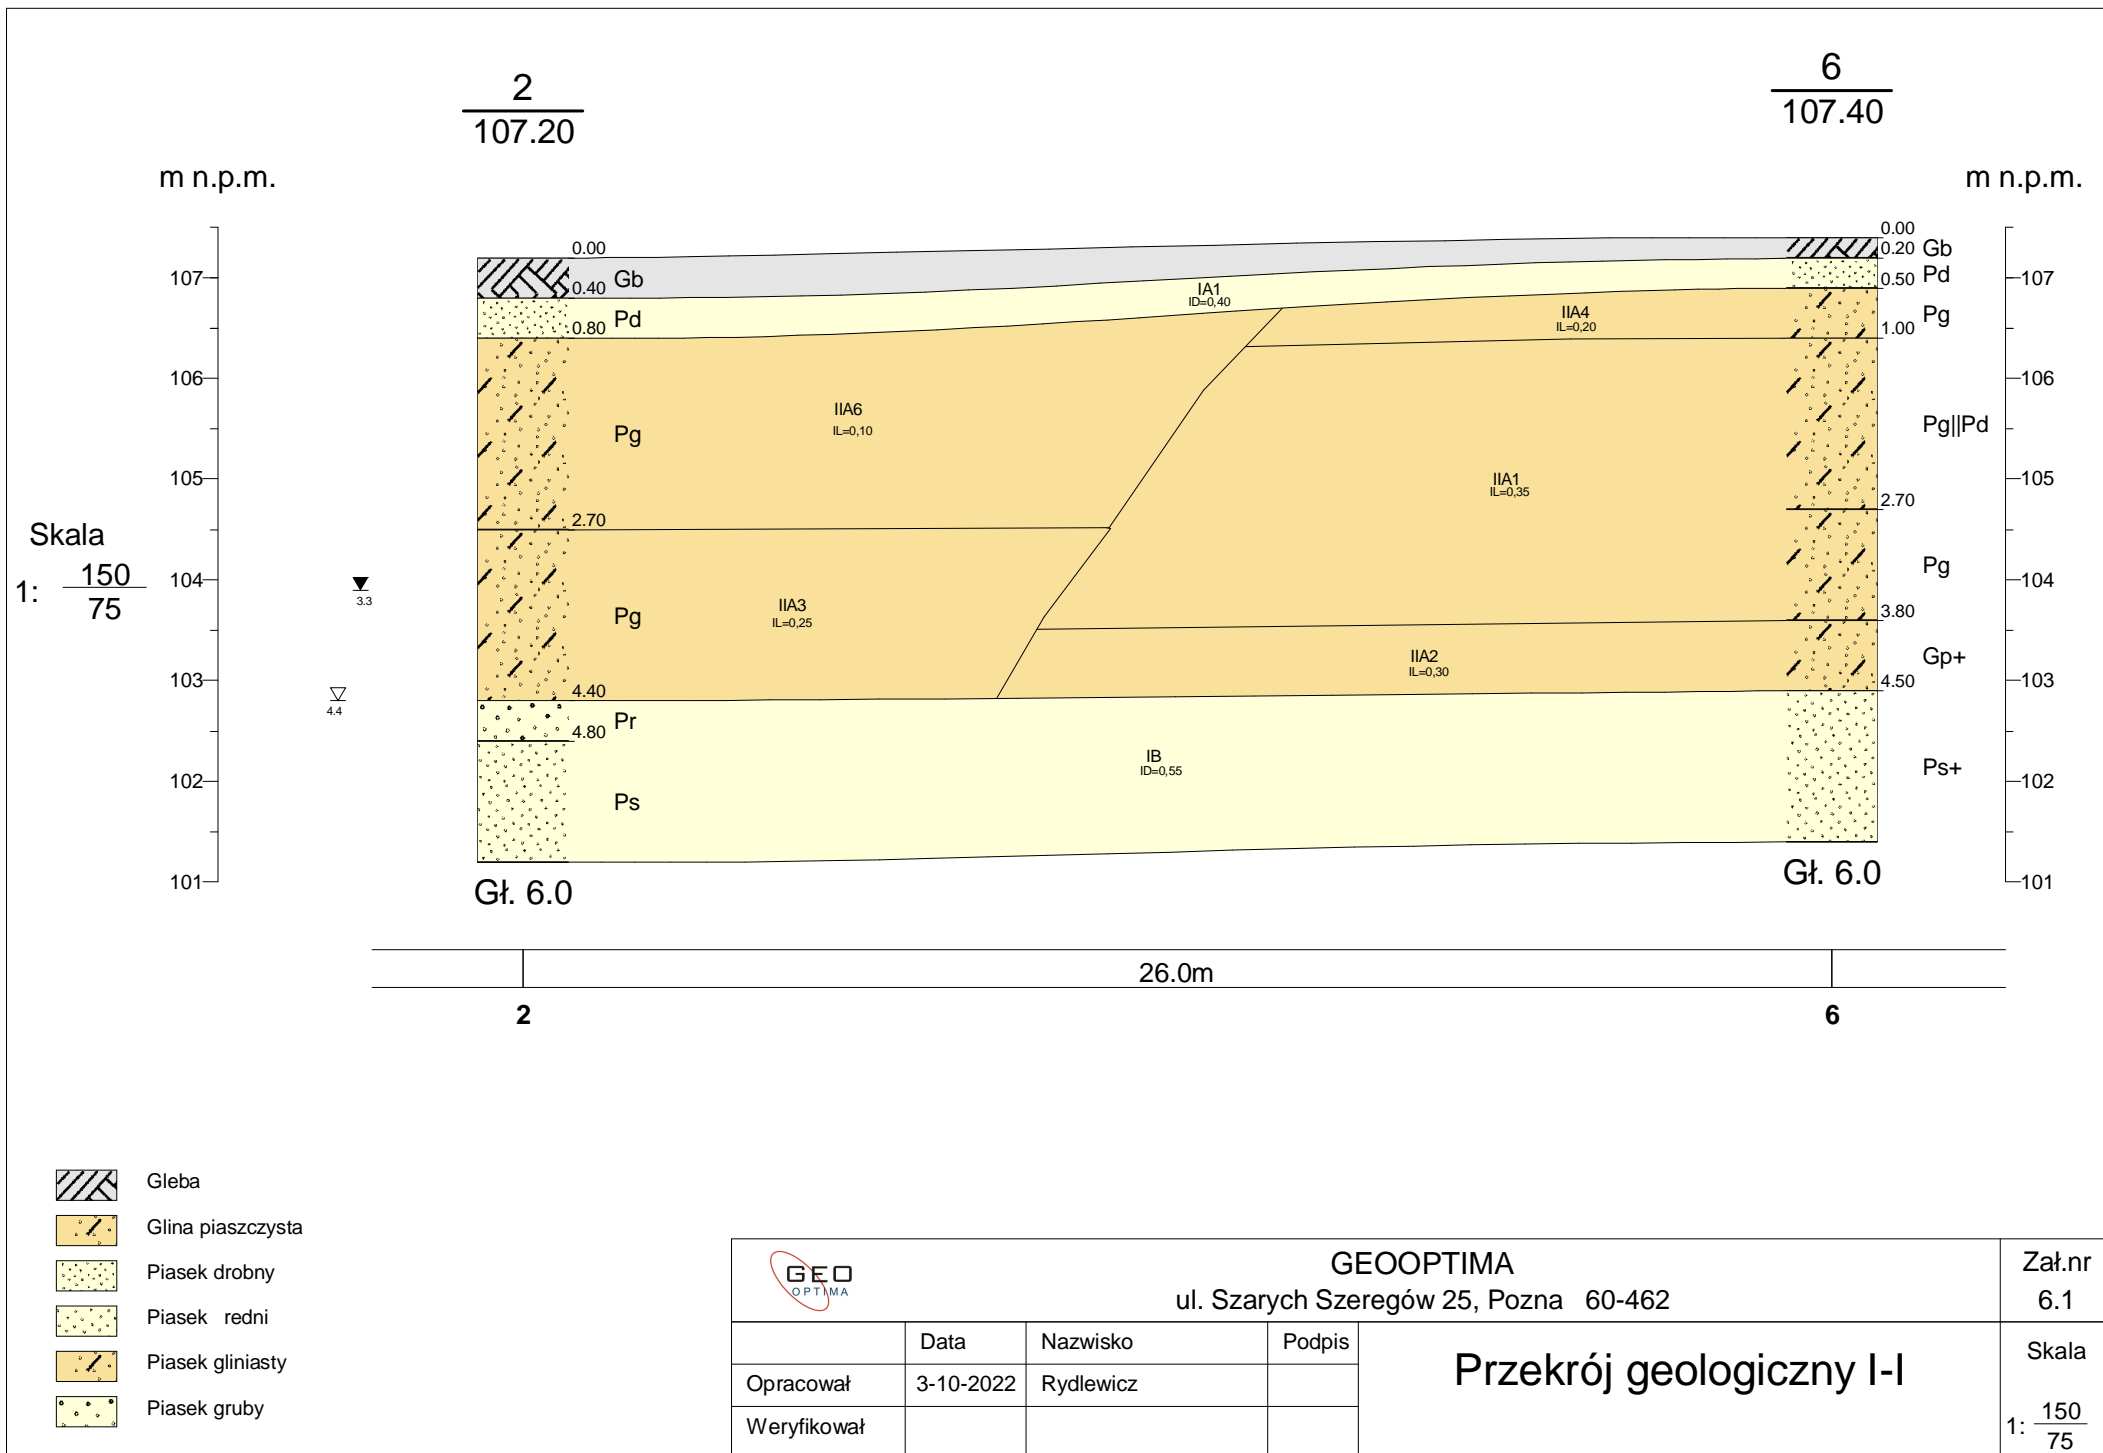 2
107.20
6
107.40
m n.p.m.
m n.p.m.
107
106
105
104
103
102
101
107
106
105
104
103
102
101
Skala
1: 150
75
3.3
4.4
0.00
0.40
0.80
2.70
4.40
4.80
Gb
Pd
Pg
Pg
Pr
Ps
Gł. 6.0
IA1
ID=0,40
IIA4
IL=0,20
IIA6
IL=0,10
IIA1
IL=0,35
IIA3
IL=0,25
IIA2
IL=0,30
IB
ID=0,55
0.00
0.20
0.50
1.00
2.70
3.80
4.50
Gb
Pd
Pg
Pg||Pd
Pg
Gp+
Ps+
Gł. 6.0
26.0m
2
6
Gleba
Glina piaszczysta
Piasek drobny
Piasek redni
Piasek gliniasty
Piasek gruby
GEO
OPTIMA
GEOOPTIMA
ul. Szarych Szeregów 25, Pozna 60-462
Zał.nr
6.1
Data Nazwisko Podpis
Opracował 3-10-2022 Rydlewicz
Weryfikował
Przekrój geologiczny I-I
Skala
1: 150
75